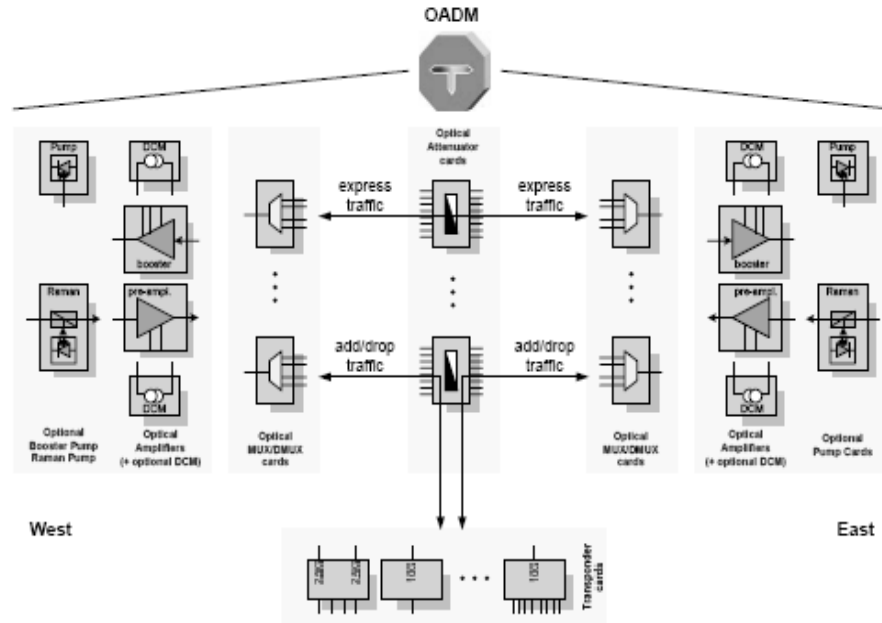 OADM
Pump
DCM
Optical
Attenuator
cards
DCM
Pump
express
traffic
express
traffic
booster
booster
Raman
pre-ampl.
pre-ampl.
Raman
add/drop
traffic
add/drop
traffic
DCM
DCM
Optional
Booster Pump
Raman Pump
Optical
Amplifiers
(+ optional DCM)
Optical
MUX/DMUX
cards
Optical
MUX/DMUX
cards
Optical
Amplifiers
(+ optional DCM)
Optional
Pump Cards
West
East
2,5G
2,5G
10G
10G
Transponder
cards